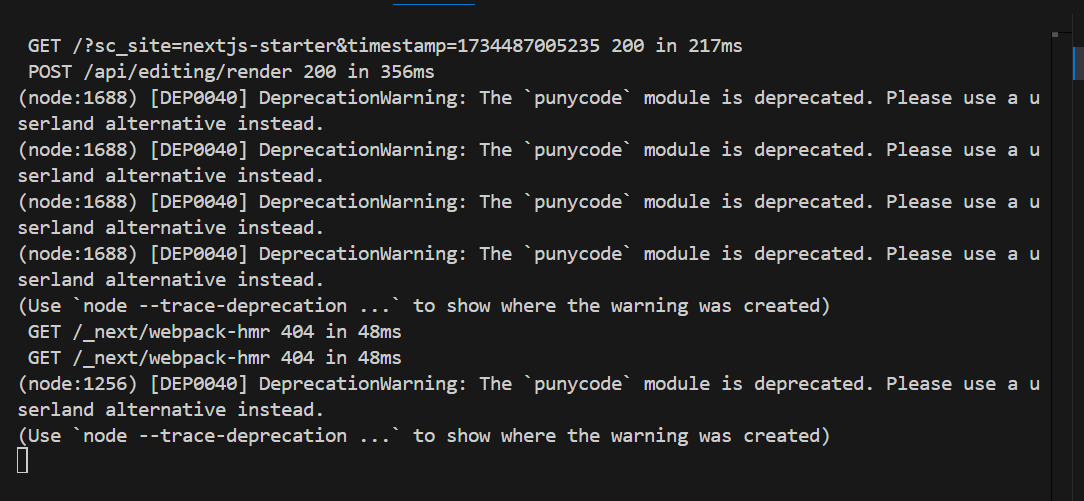 GET /?sc_site=nextjs-starter&timestamp=1734487005235 200 in 217ms
POST /api/editing/render 200 in 356ms
(node:1688) [DEP0040] DeprecationWarning: The `punycode` module is deprecated. Please use a u
serland alternative instead.
(node:1688) [DEP0040] DeprecationWarning: The `punycode` module is deprecated. Please use a u
serland alternative instead.
(node:1688) [DEP0040] DeprecationWarning: The `punycode` module is deprecated. Please use a u
serland alternative instead.
(node:1688) [DEP0040] DeprecationWarning: The `punycode` module is deprecated. Please use a u
serland alternative instead.
(Use `node --trace-deprecation ...` to show where the warning was created)
GET /_next/webpack-hmr 404 in 48ms
GET /_next/webpack-hmr 404 in 48ms
(node:1256) [DEP0040] DeprecationWarning: The `punycode` module is deprecated. Please use a u
serland alternative instead.
(Use `node --trace-deprecation ...` to show where the warning was created)